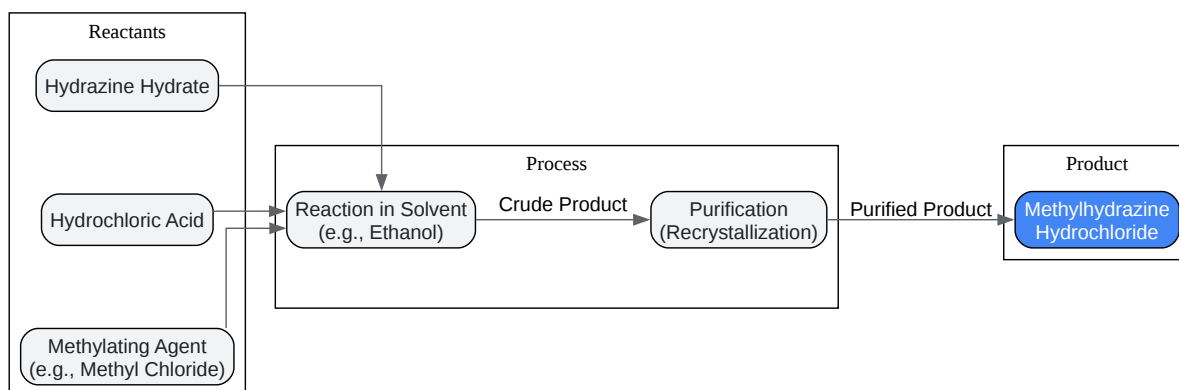 Reactants
Hydrazine Hydrate
Hydrochloric Acid
Methylating Agent
(e.g., Methyl Chloride)
Process
Reaction in Solvent
(e.g., Ethanol)
Crude Product
Purification
(Recrystallization)
Purified Product
Product
Methylhydrazine
Hydrochloride